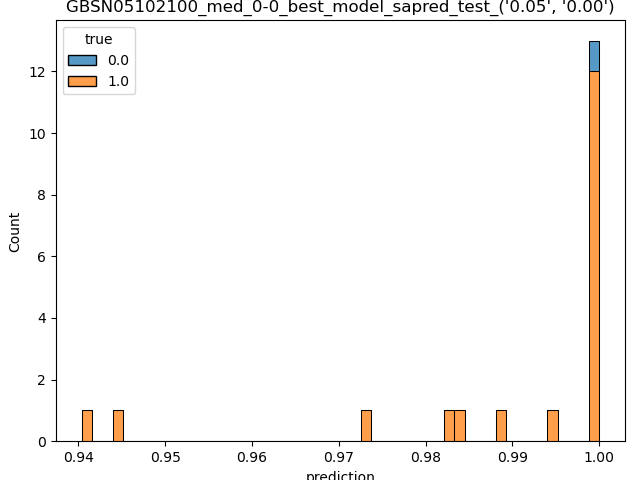 GBSN05102100_med_0-0_best_model_sapred_test_('0.05', '0.00')
true
0.0
1.0
12
10
8
6
4
2
0
Count
0.94 0.95 0.96 0.97 0.98 0.99 1.00
prediction